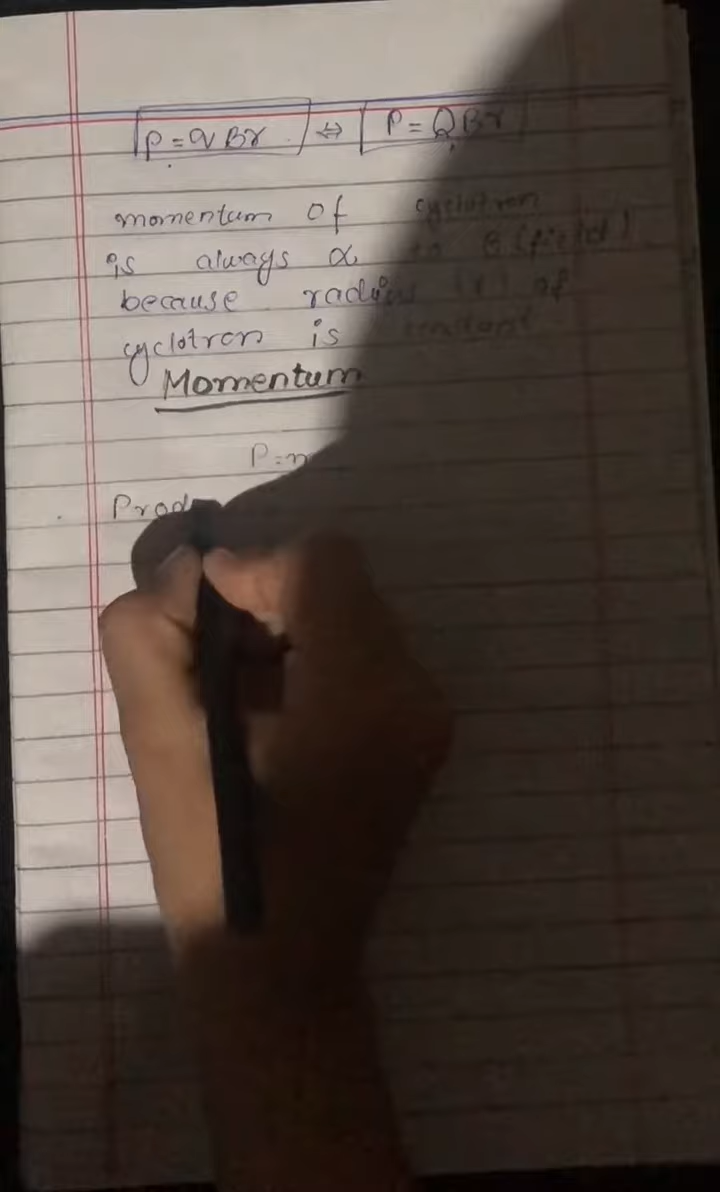 P = qBr ⇔ P = QBr
momentum of cyclotron
is always α to B (field)
because radius (r) of
cyclotron is constant
Momentum
P = m
Prod